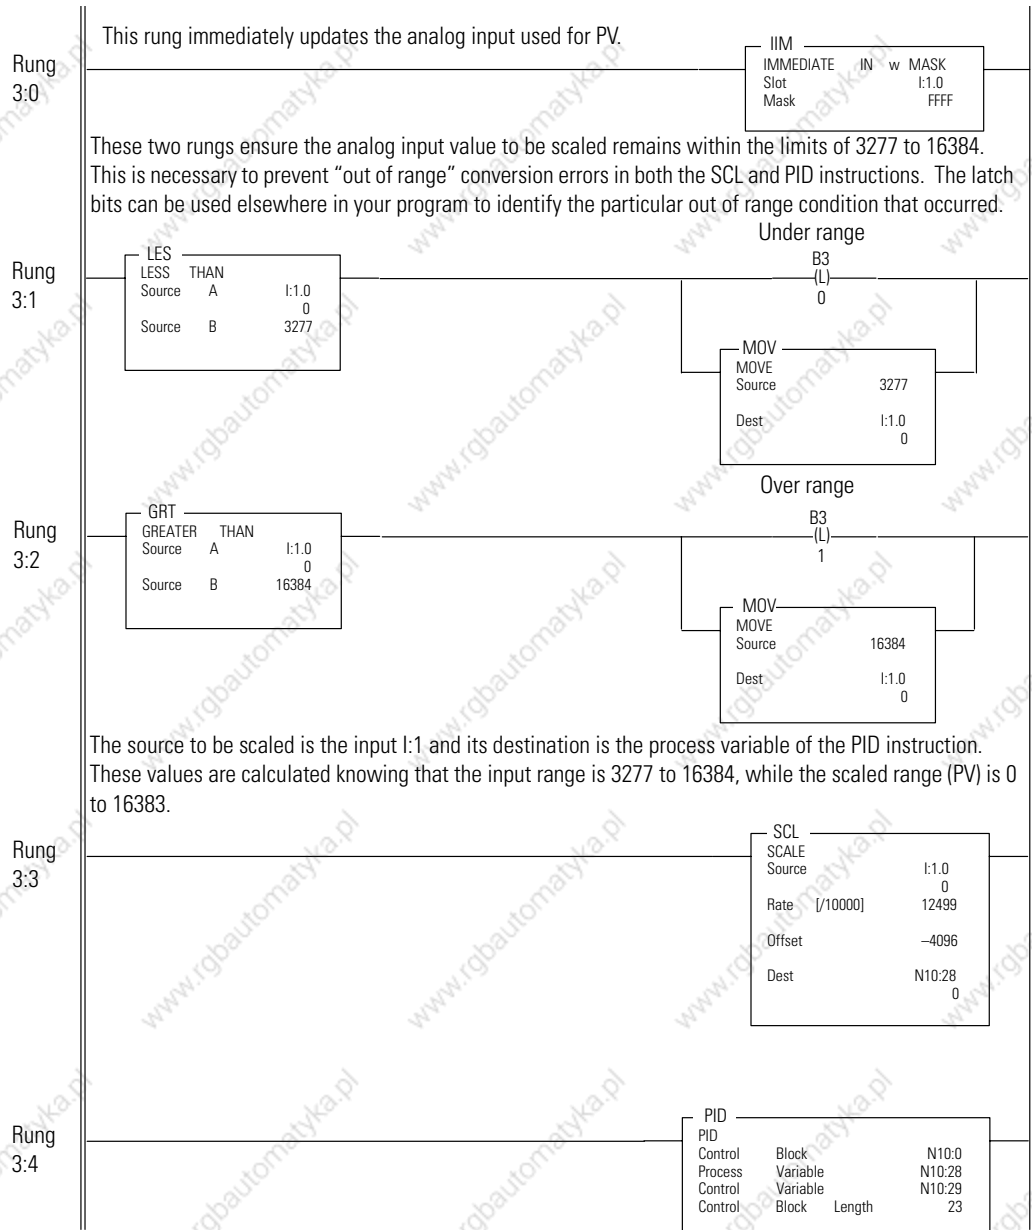 This rung immediately updates the analog input used for PV.
Rung
3:0
IIM
IMMEDIATE IN w MASK
Slot I:1.0
Mask FFFF
These two rungs ensure the analog input value to be scaled remains within the limits of 3277 to 16384.
This is necessary to prevent “out of range” conversion errors in both the SCL and PID instructions. The latch
bits can be used elsewhere in your program to identify the particular out of range condition that occurred.
Under range
Rung
3:1
LES
LESS THAN
Source A I:1.0
0
Source B 3277
B3
(L)
0
MOV
MOVE
Source 3277
Dest I:1.0
0
Over range
Rung
3:2
GRT
GREATER THAN
Source A I:1.0
0
Source B 16384
B3
(L)
1
MOV
MOVE
Source 16384
Dest I:1.0
0
The source to be scaled is the input I:1 and its destination is the process variable of the PID instruction.
These values are calculated knowing that the input range is 3277 to 16384, while the scaled range (PV) is 0
to 16383.
Rung
3:3
SCL
SCALE
Source I:1.0
0
Rate [/10000] 12499
Offset –4096
Dest N10:28
0
Rung
3:4
PID
PID
Control Block N10:0
Process Variable N10:28
Control Variable N10:29
Control Block Length 23
www.rgbautomatyka.pl